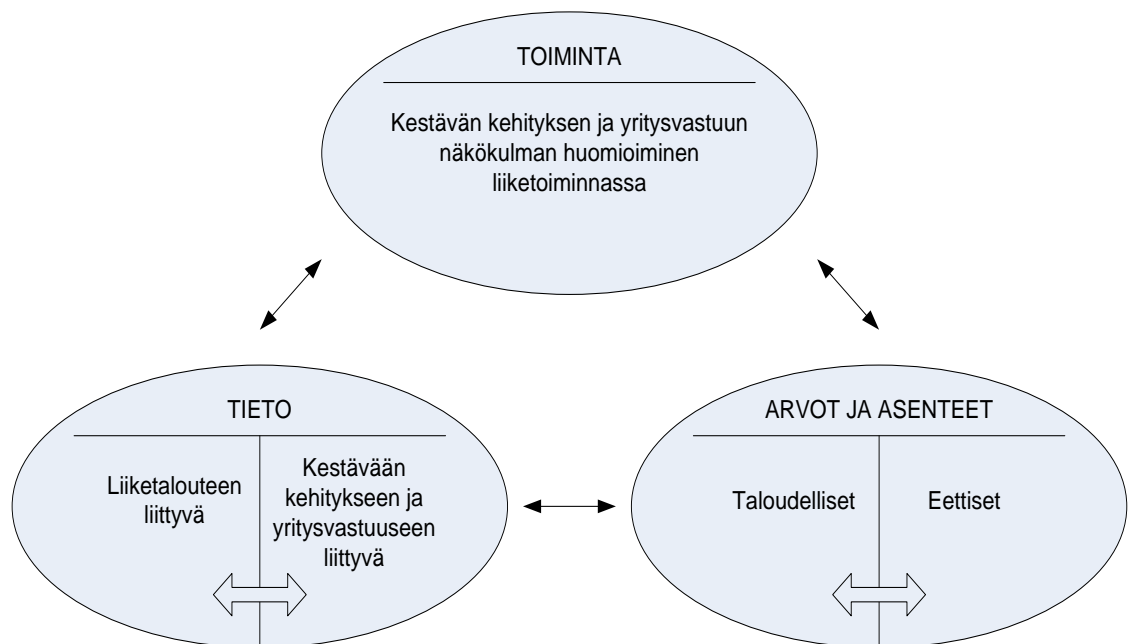 TOIMINTA
Kestävän kehityksen ja yritysvastuun
näkökulman huomioiminen
liiketoiminnassa
TIETO
Liiketalouteen
liittyvä
Kestävään
kehitykseen ja
yritysvastuuseen
liittyvä
ARVOT JA ASENTEET
Taloudelliset
Eettiset